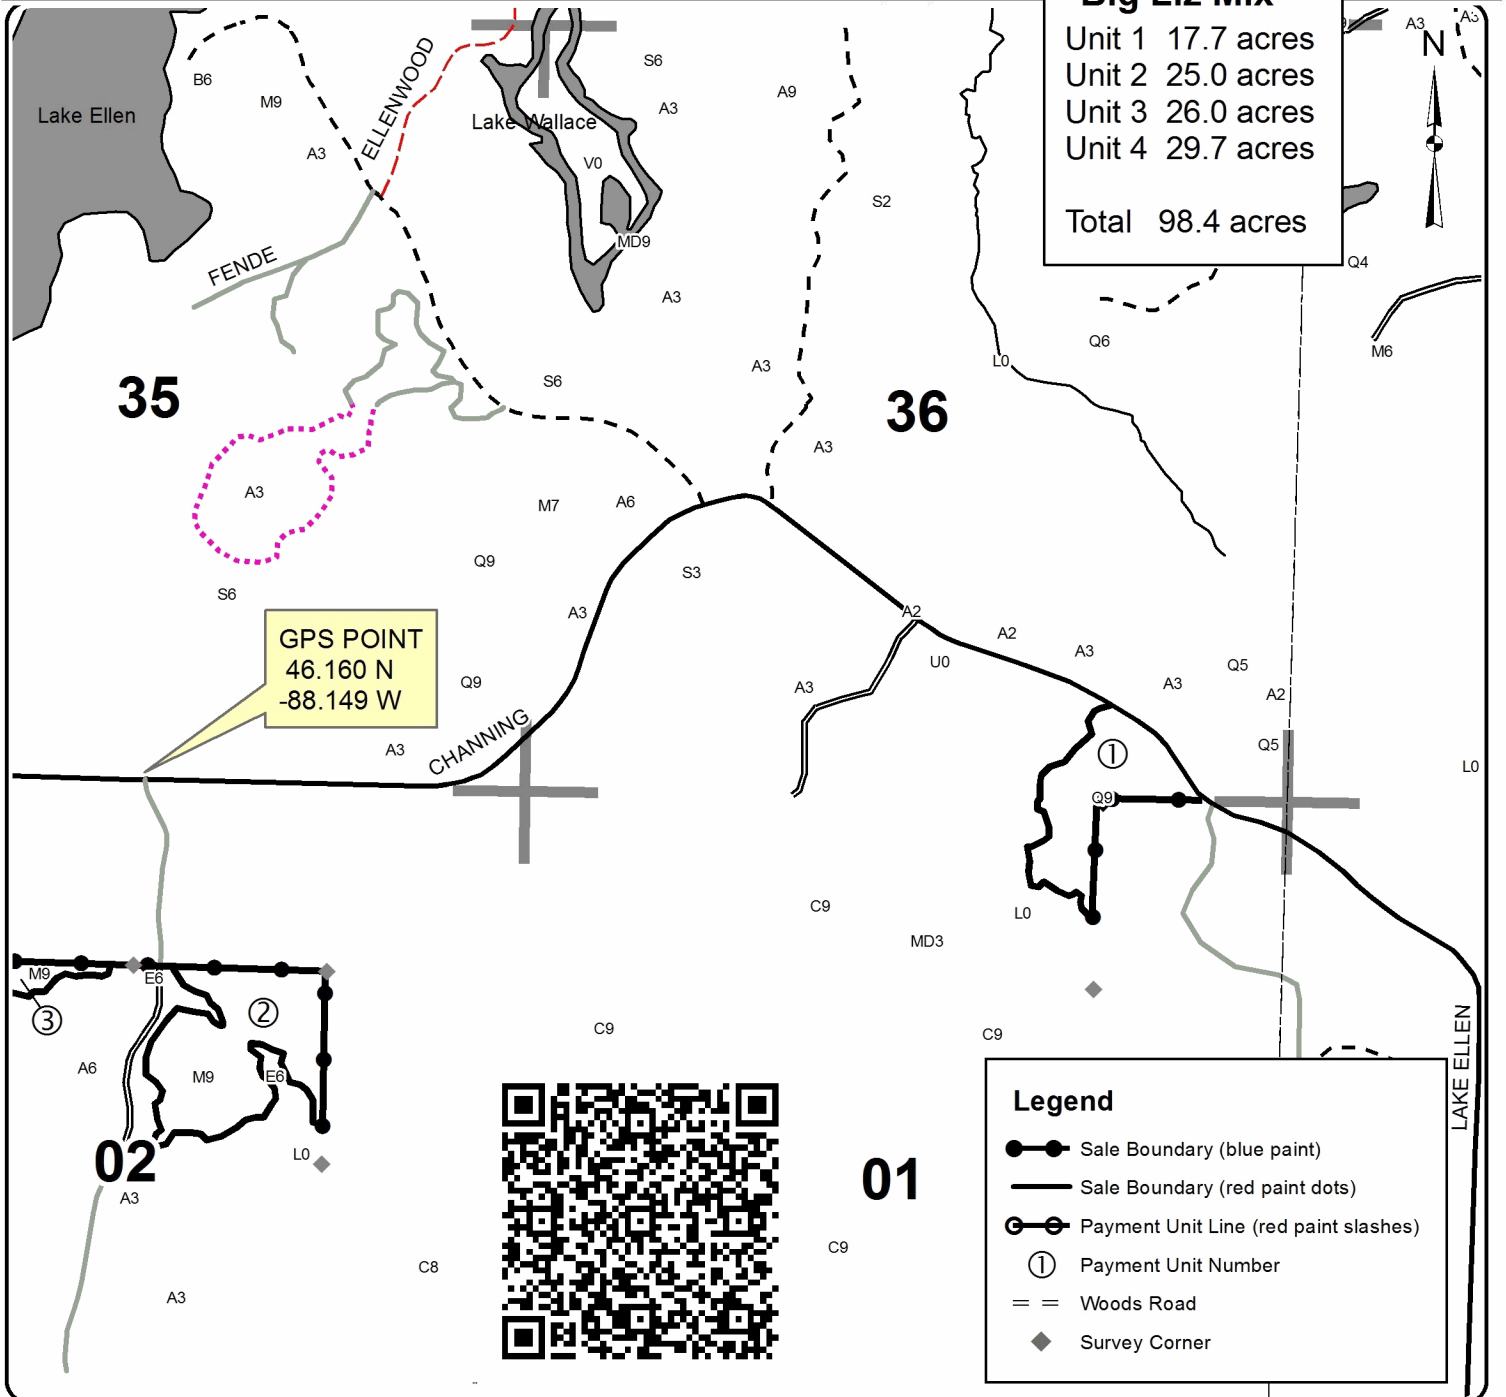 Big Liz Mix
Unit 1 17.7 acres
Unit 2 25.0 acres
Unit 3 26.0 acres
Unit 4 29.7 acres
Total 98.4 acres
N
A3
A3
Lake Ellen
B6
M9
A3
ELLENWOOD
Lake Wallace
S6
A3
V0
MD9
A3
A9
S2
FENDE
Q4
Q6
M6
L0
35
S6
A3
36
A3
A3
M7
A6
Q9
S3
S6
A3
GPS POINT
46.160 N
-88.149 W
Q9
A3
CHANNING
A2
U0
A2
A3
A3
A3
Q5
A2
Q5
L0
1
Q9
C9
L0
MD3
M9
E6
3
2
A6
M9
E6
C9
C9
02
L0
A3
A3
C8
01
C9
LAKE ELLEN
Legend
Sale Boundary (blue paint)
Sale Boundary (red paint dots)
Payment Unit Line (red paint slashes)
1 Payment Unit Number
Woods Road
Survey Corner